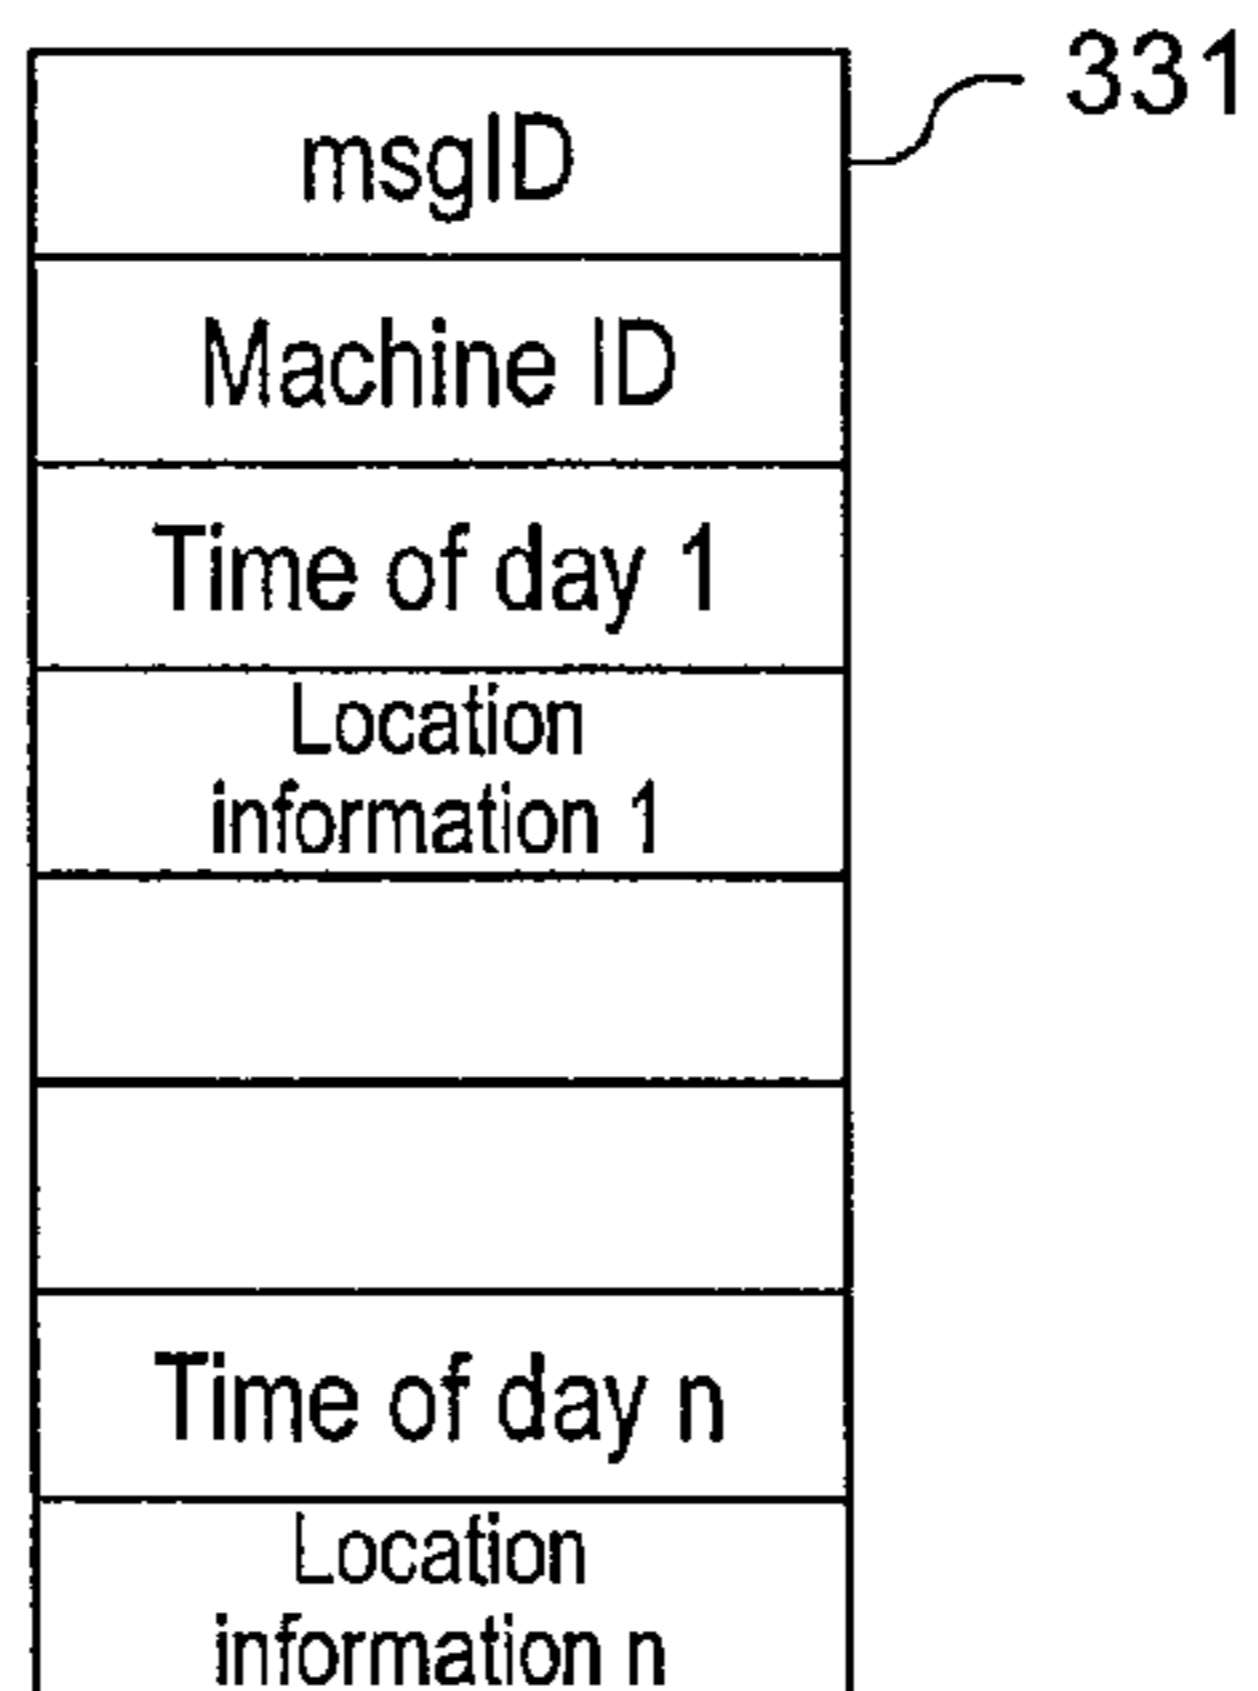 331
msgID
Machine ID
Time of day 1
Location
information 1
Time of day n
Location
information n